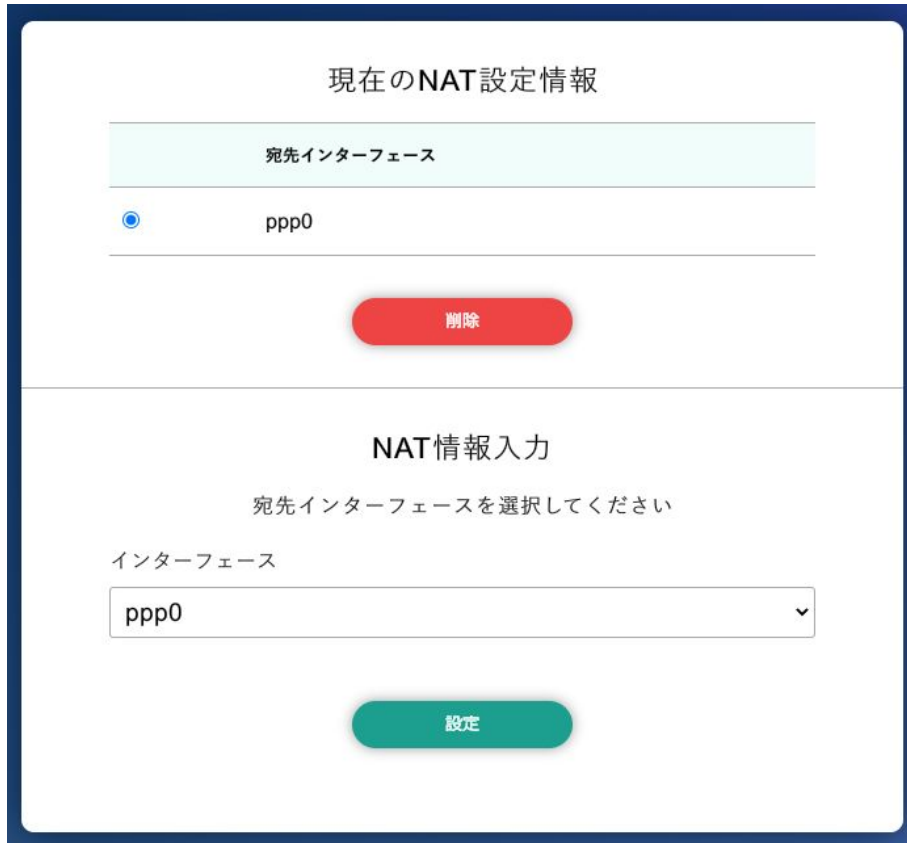 現在のNAT設定情報
宛先インターフェース
ppp0
削除
NAT情報入力
宛先インターフェースを選択してください
インターフェース
ppp0
設定